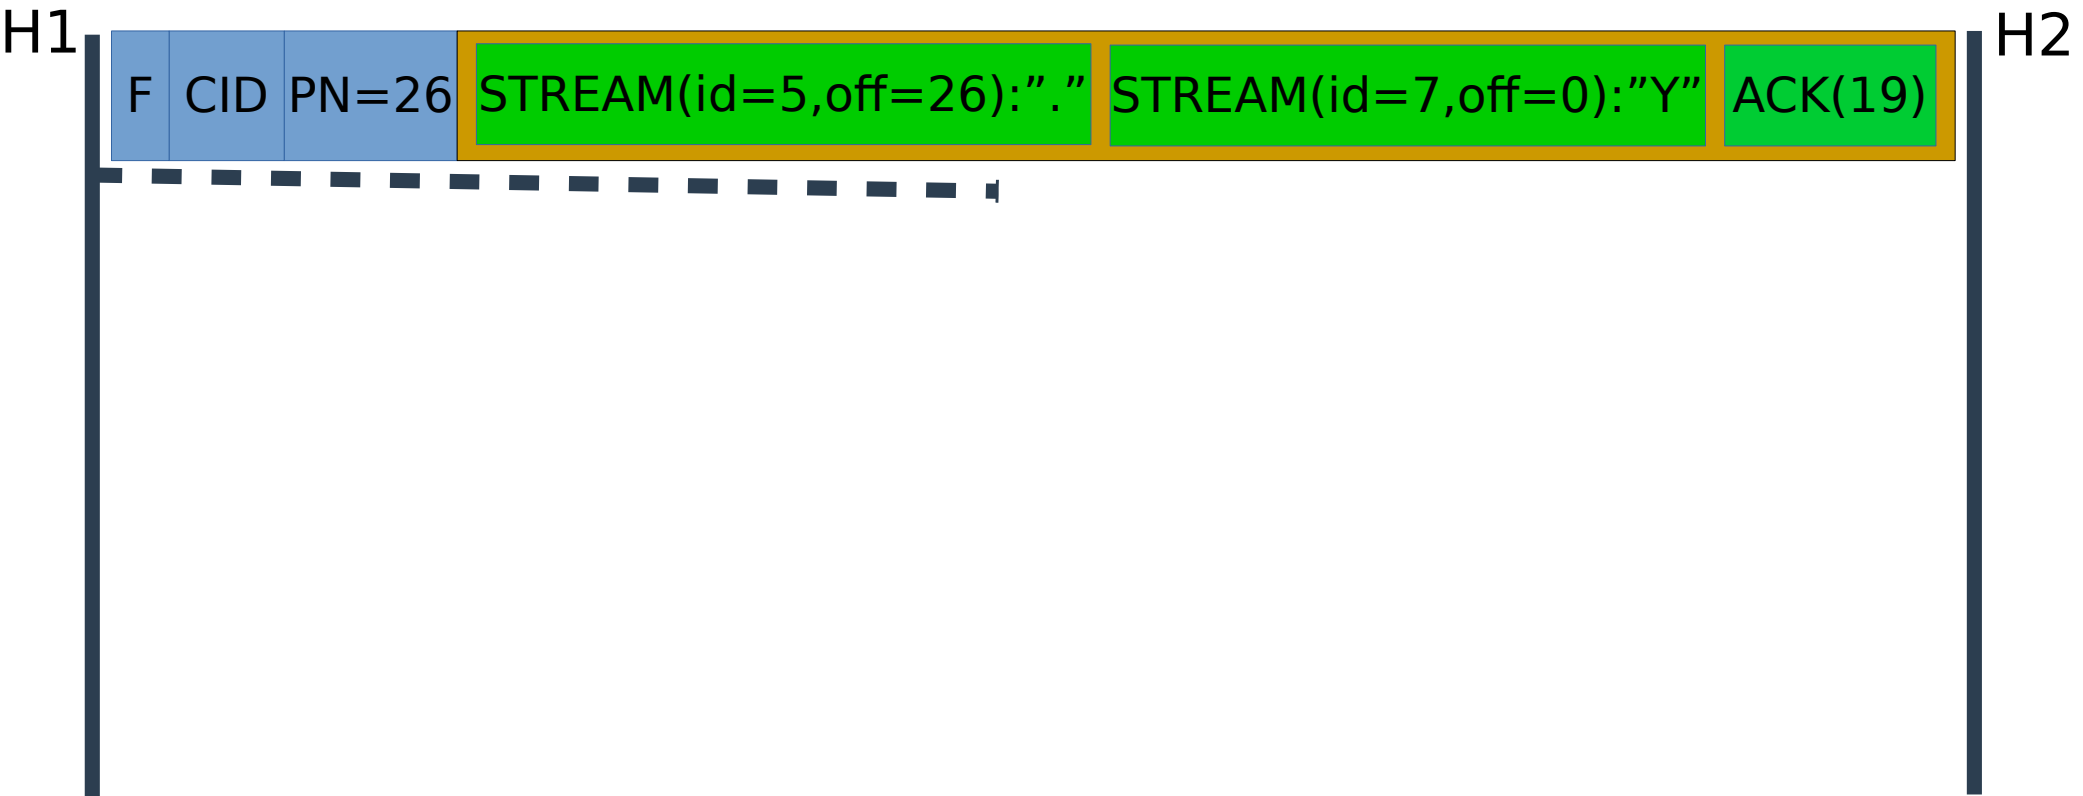 H1
F CID PN=26 STREAM(id=5,off=26):”.” STREAM(id=7,off=0):”Y” ACK(19)
H2